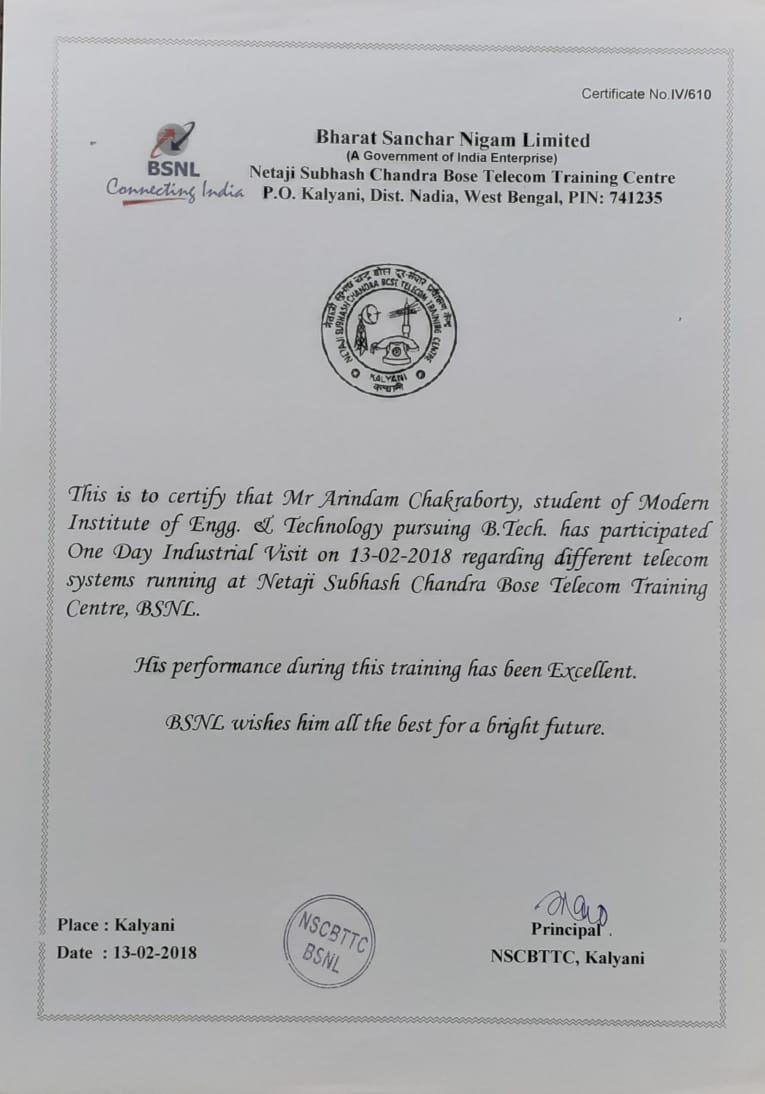 Certificate No.IV/610
BSNL
Connecting India
Bharat Sanchar Nigam Limited
(A Government of India Enterprise)
Netaji Subhash Chandra Bose Telecom Training Centre
P.O. Kalyani, Dist. Nadia, West Bengal, PIN: 741235
नेताजी सुभाष चन्द्र बोस दूर-संचार प्रशिक्षण केन्द्र
NETAJI SUBHASH CHANDRA BOSE TELECOM TRAINING CENTRE
KALYANI
कल्याणी
This is to certify that Mr Arindam Chakraborty, student of Modern
Institute of Engg. & Technology pursuing B.Tech. has participated
One Day Industrial Visit on 13-02-2018 regarding different telecom
systems running at Netaji Subhash Chandra Bose Telecom Training
Centre, BSNL.
His performance during this training has been Excellent.
BSNL wishes him all the best for a bright future.
Place : Kalyani
Date : 13-02-2018
NSCBTTC
BSNL
Principal
NSCBTTC, Kalyani